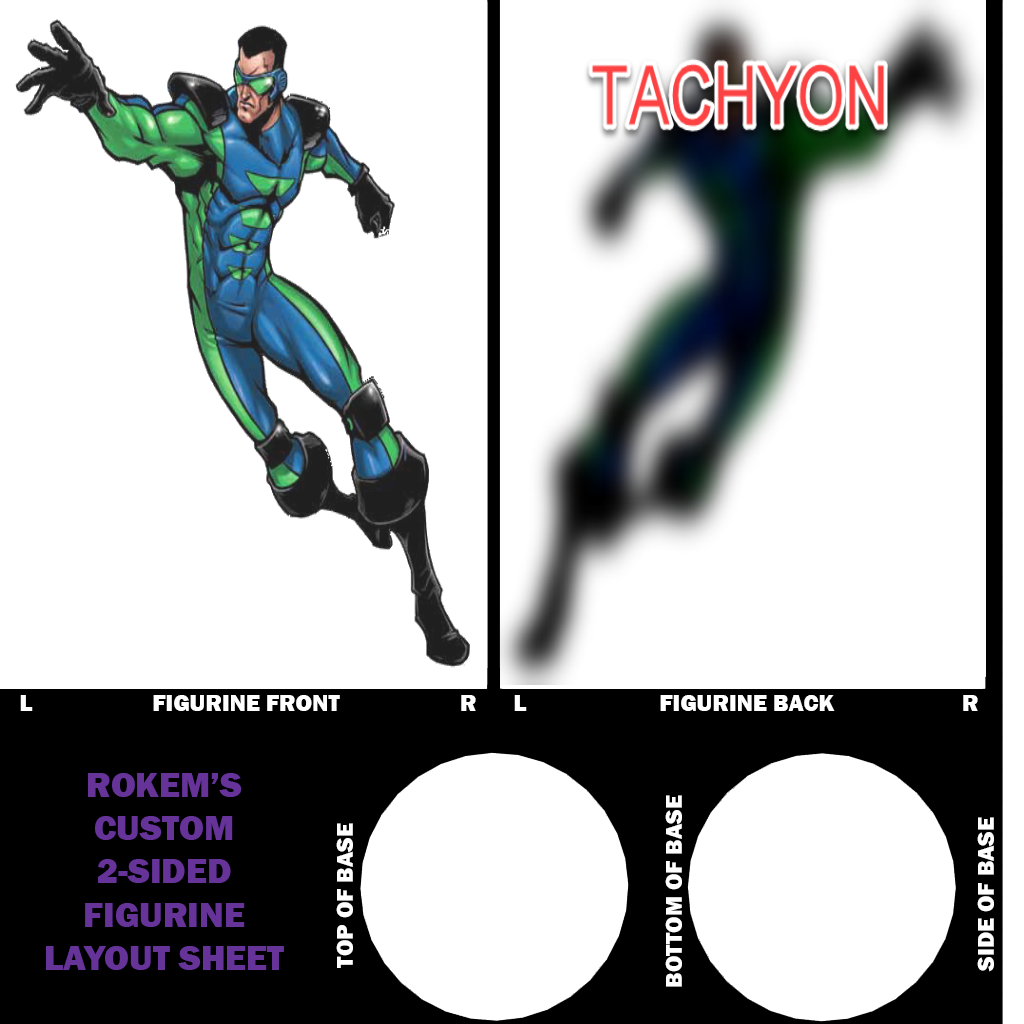 TACHYON
L FIGURINE FRONT R
L FIGURINE BACK R
ROKEM’S
CUSTOM
2-SIDED
FIGURINE
LAYOUT SHEET
TOP OF BASE
BOTTOM OF BASE
SIDE OF BASE